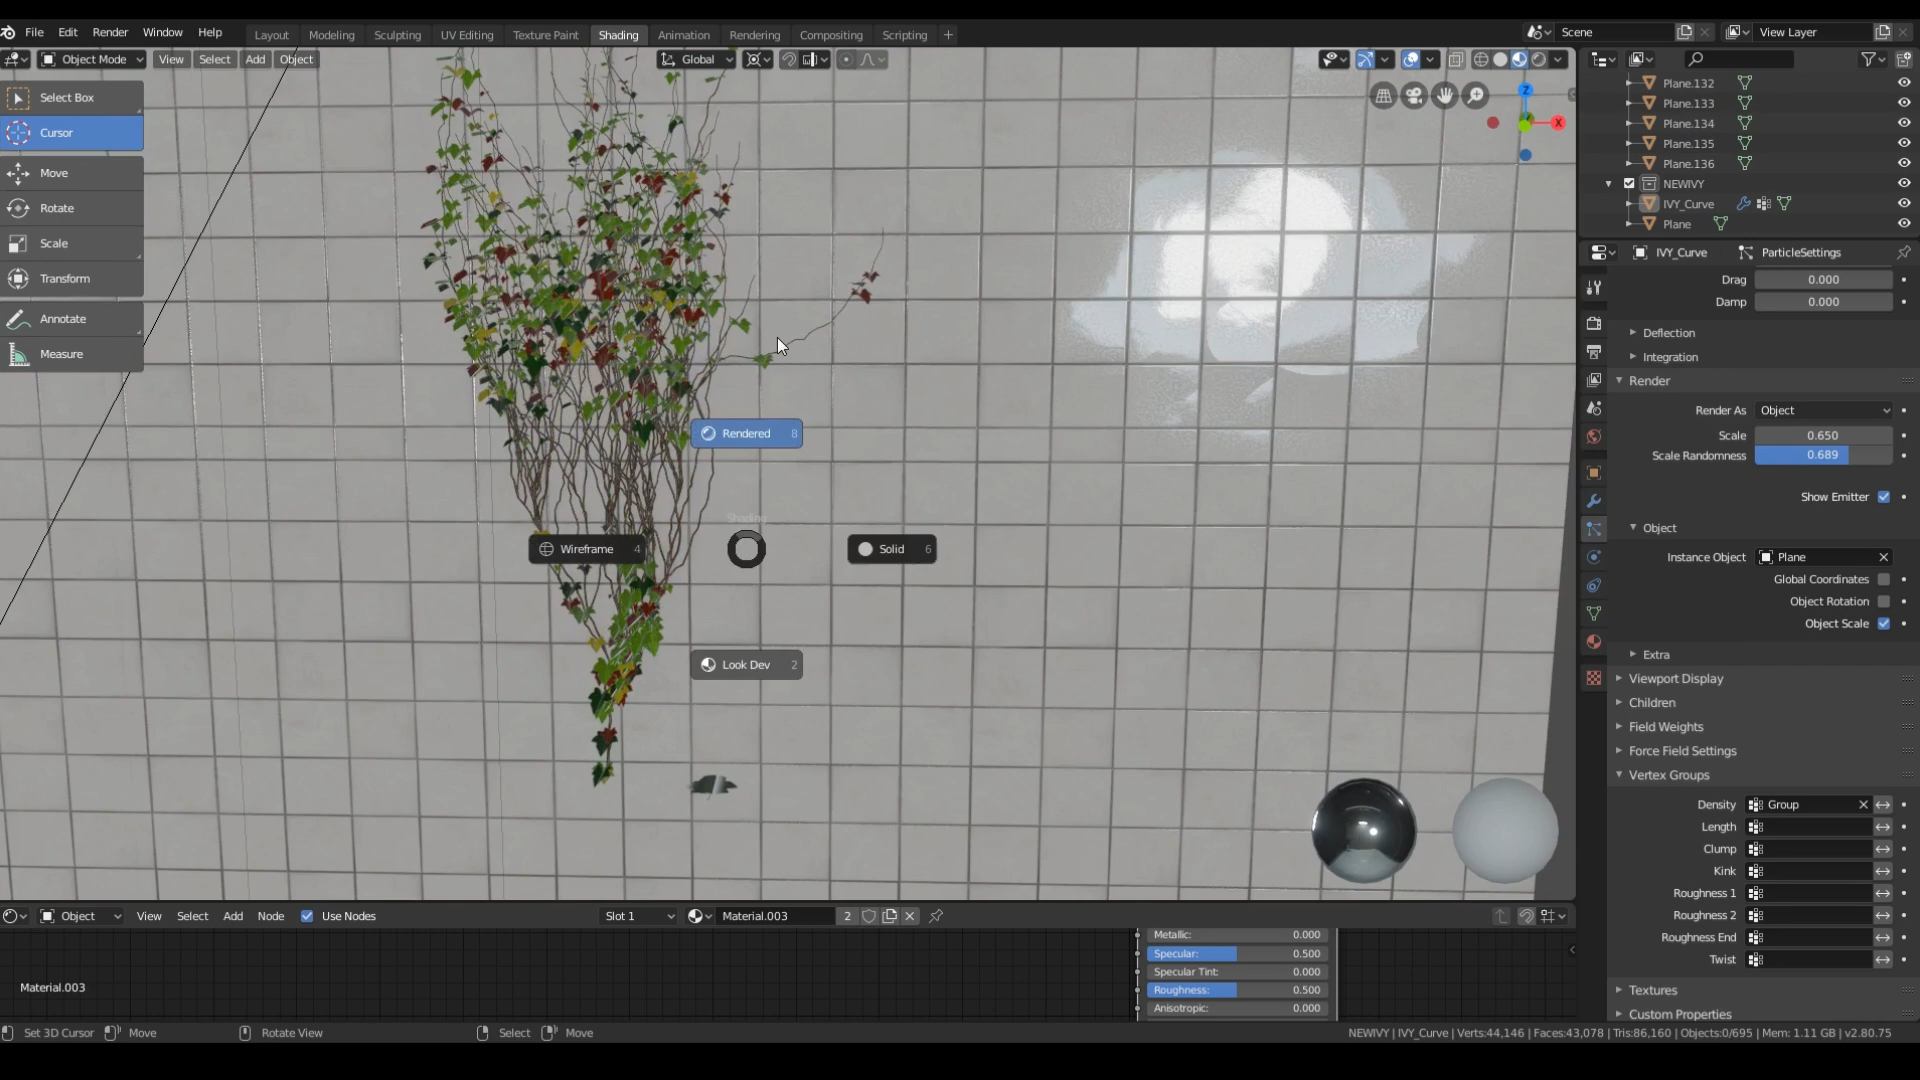 File Edit Render Window Help Layout Modeling Sculpting UV Editing Texture Paint Shading Animation Rendering Compositing Scripting + Scene View Layer
Object Mode View Select Add Object Global
Select Box
Cursor
Move
Rotate
Scale
Transform
Annotate
Measure
Z
X
Rendered 8
Shading
Wireframe 4
Solid 6
Look Dev 2
Plane.132
Plane.133
Plane.134
Plane.135
Plane.136
NEWIVY
IVY_Curve
Plane
IVY_Curve ParticleSettings
Drag 0.000
Damp 0.000
Deflection
Integration
Render
Render As Object
Scale 0.650
Scale Randomness 0.689
Show Emitter
Object
Instance Object Plane
Global Coordinates
Object Rotation
Object Scale
Extra
Viewport Display
Children
Field Weights
Force Field Settings
Vertex Groups
Density Group
Length
Clump
Kink
Roughness 1
Roughness 2
Roughness End
Twist
Textures
Custom Properties
Object View Select Add Node Use Nodes Slot 1 Material.003 2
Metallic: 0.000
Specular: 0.500
Specular Tint: 0.000
Roughness: 0.500
Anisotropic: 0.000
Material.003
Set 3D Cursor Move Rotate View Select Move NEWIVY | IVY_Curve | Verts:44,146 | Faces:43,078 | Tris:86,160 | Objects:0/695 | Mem: 1.11 GB | v2.80.75